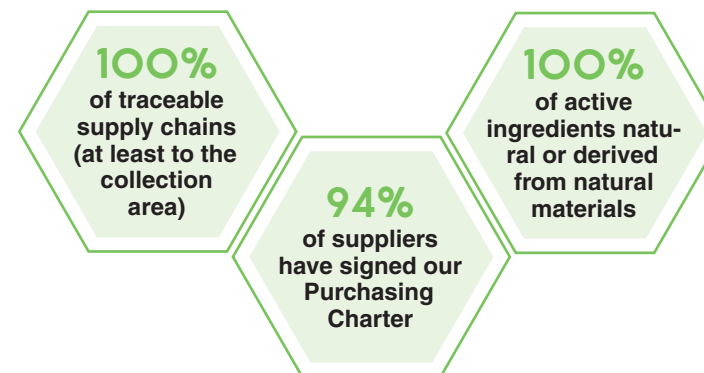 100%
of traceable
supply chains
(at least to the
collection
area)
94%
of suppliers
have signed our
Purchasing
Charter
100%
of active
ingredients natu-
ral or derived
from natural
materials